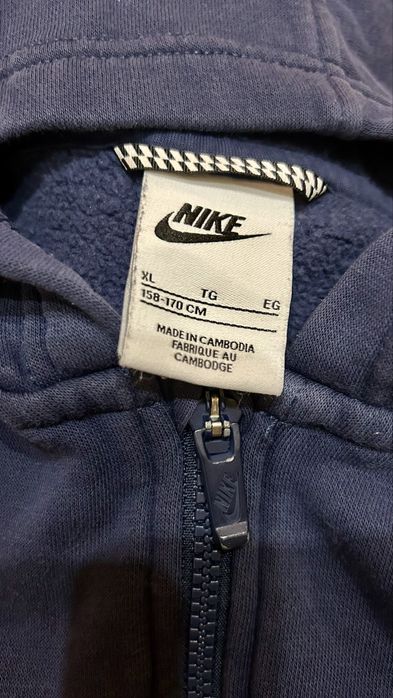 NIKE
XL TG EG
158-170 CM
MADE IN CAMBODIA
FABRIQUE AU
CAMBODGE
NIKE